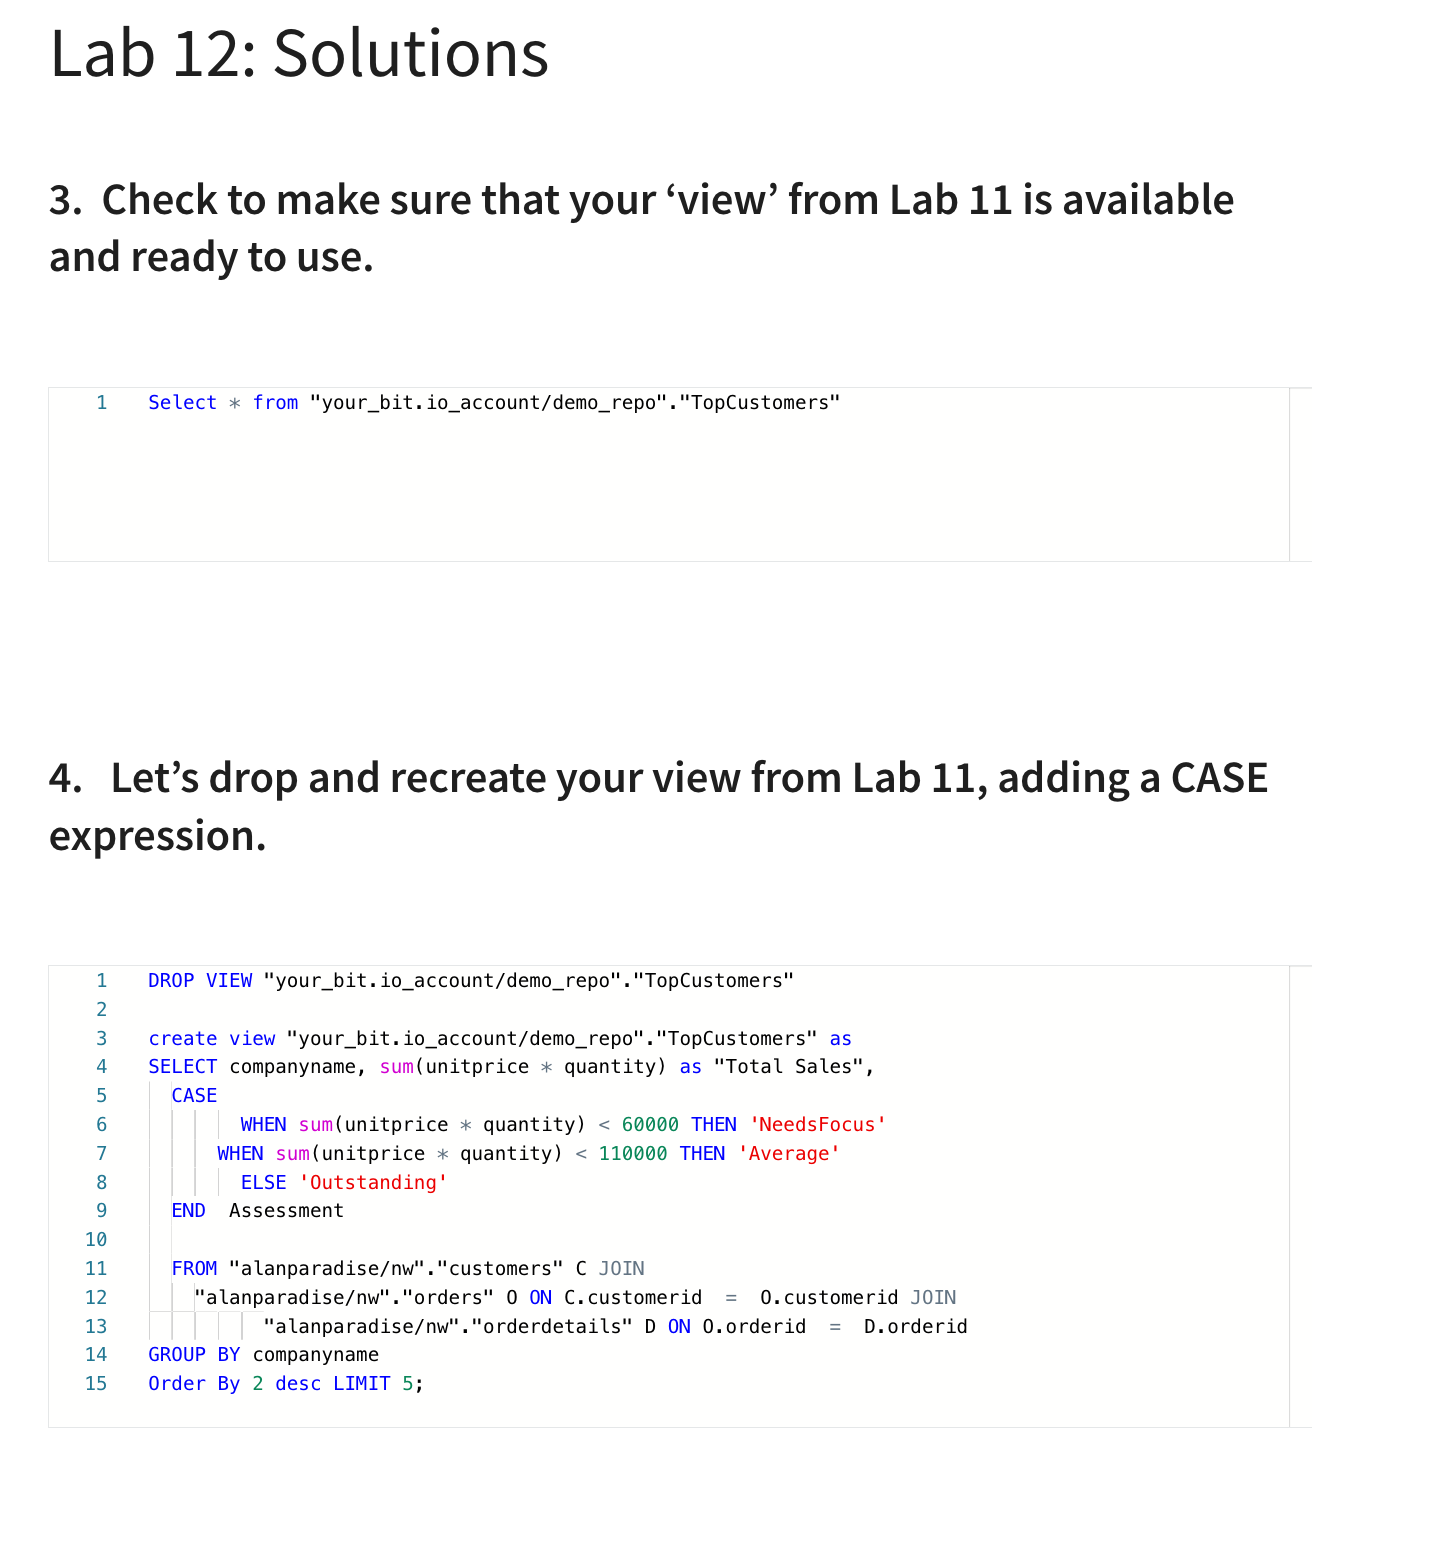 Lab 12: Solutions
3.  Check to make sure that your ‘view’ from Lab 11 is available
and ready to use.
1 Select * from "your_bit.io_account/demo_repo"."TopCustomers"
4.   Let’s drop and recreate your view from Lab 11, adding a CASE
expression.
1 DROP VIEW "your_bit.io_account/demo_repo"."TopCustomers"
2
3 create view "your_bit.io_account/demo_repo"."TopCustomers" as
4 SELECT companyname, sum(unitprice * quantity) as "Total Sales",
5 CASE
6 WHEN sum(unitprice * quantity) < 60000 THEN 'NeedsFocus'
7 WHEN sum(unitprice * quantity) < 110000 THEN 'Average'
8 ELSE 'Outstanding'
9 END  Assessment
10
11 FROM "alanparadise/nw"."customers" C JOIN
12 "alanparadise/nw"."orders" O ON C.customerid  =  O.customerid JOIN
13 "alanparadise/nw"."orderdetails" D ON O.orderid  =  D.orderid
14 GROUP BY companyname
15 Order By 2 desc LIMIT 5;